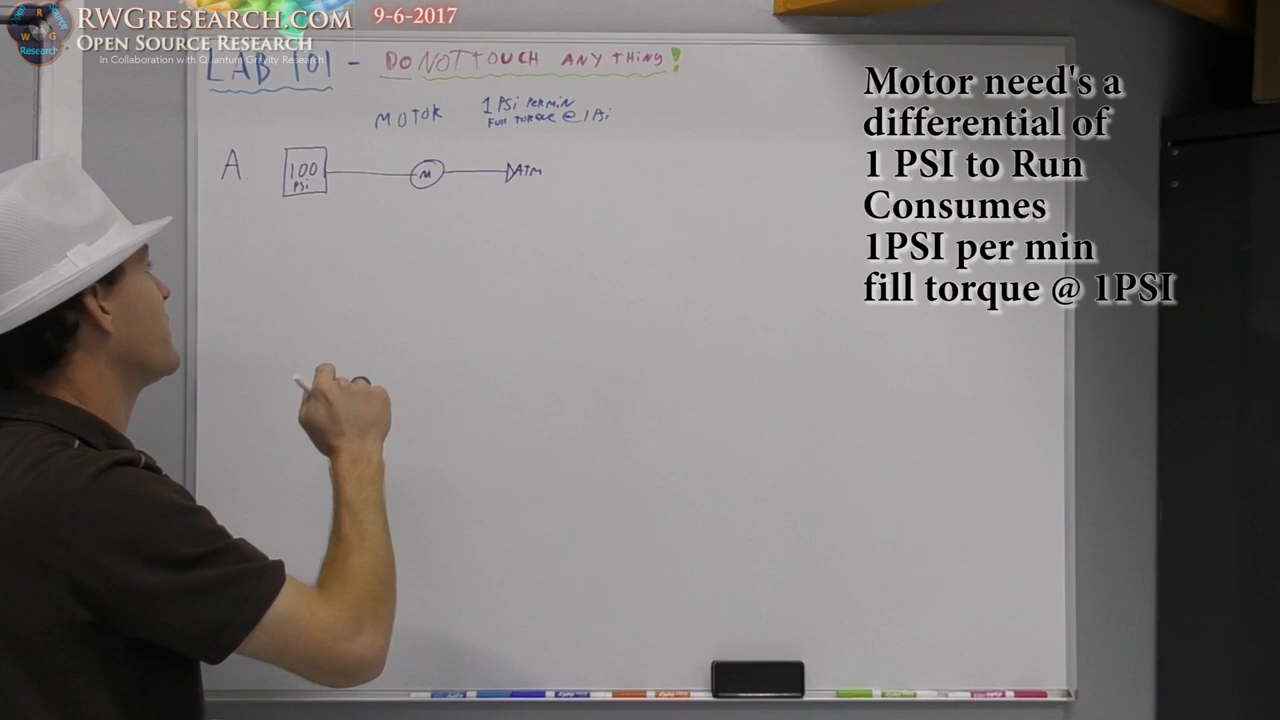 RWGRESEARCH.COM
OPEN SOURCE RESEARCH
In Collaboration with Quantum Gravity Research
9-6-2017
R
W G
Research
LAB 101 - DO NOT TOUCH ANY THING!
MOTOR
1 PSi PER MIN
FULL TORQUE @ 1 PSi
A.
100
PSi
M
ATM
Motor need's a
differential of
1 PSI to Run
Consumes
1PSI per min
fill torque @ 1PSI